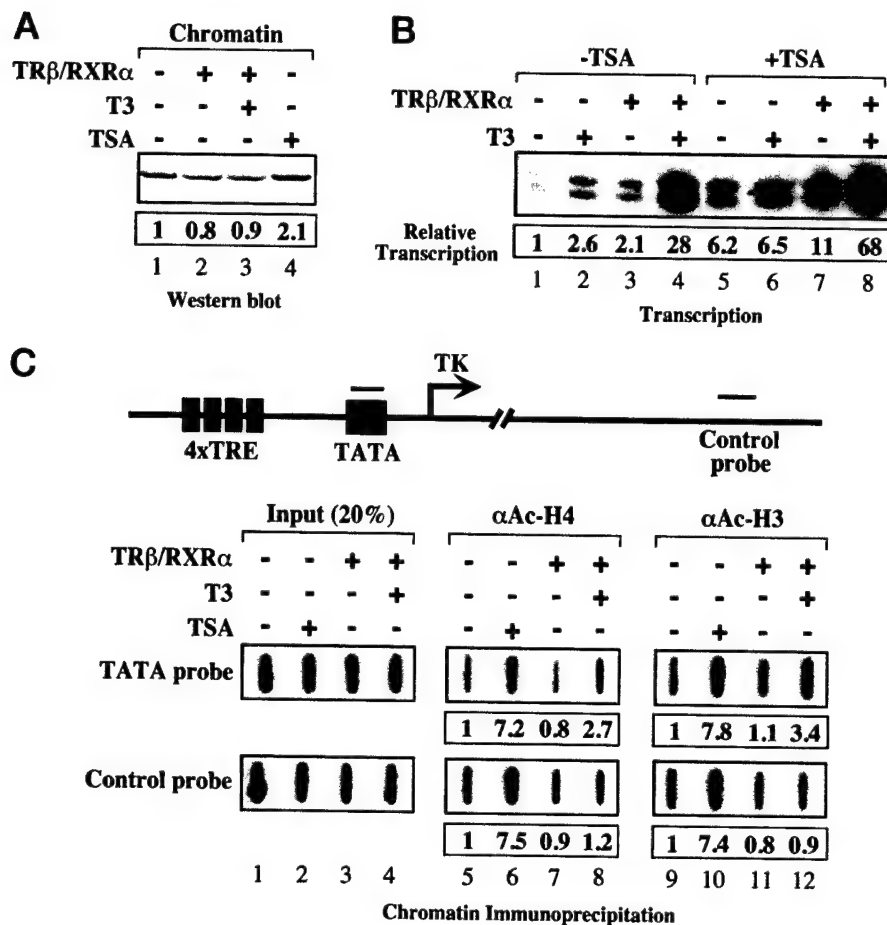 A
Chromatin
TRβ/RXRα - + + -
T3 - - + -
TSA - - - +
1 0.8 0.9 2.1
1 2 3 4
Western blot
B
-TSA +TSA
TRβ/RXRα - - + + - - + +
T3 - + - + - + - +
Relative Transcription 1 2.6 2.1 28 6.2 6.5 11 68
1 2 3 4 5 6 7 8
Transcription
C
TK
4xTRE TATA Control
probe
Input (20%) αAc-H4 αAc-H3
TRβ/RXRα - - + + - - + + - - + +
T3 - - - + - - - + - - - +
TSA - + - - - + - - - + - -
TATA probe
1 7.2 0.8 2.7 1 7.8 1.1 3.4
Control probe
1 7.5 0.9 1.2 1 7.4 0.8 0.9
1 2 3 4 5 6 7 8 9 10 11 12
Chromatin Immunoprecipitation